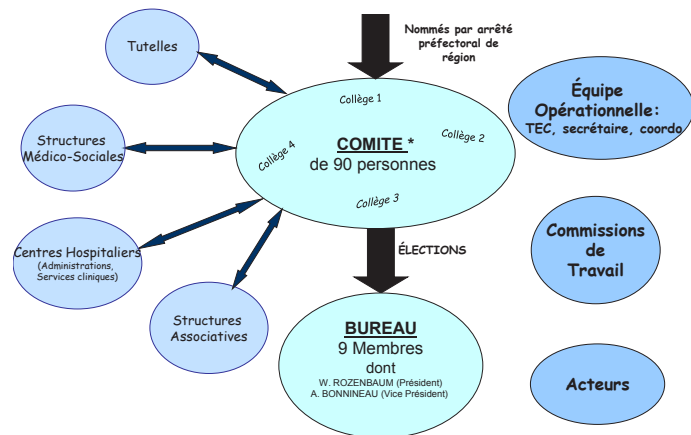 Nommés par arrêté
préfectoral de
région
Tutelles
Équipe
Opérationnelle:
TEC, secrétaire, coordo
Collège 1
Collège 2
Structures
Médico-Sociales
Collège 4
COMITE *
de 90 personnes
Collège 3
Centres Hospitaliers
(Administrations,
Services cliniques)
ÉLECTIONS
Commissions
de
Travail
Structures
Associatives
BUREAU
9 Membres
dont
W. ROZENBAUM (Président)
A. BONNINEAU (Vice Président)
Acteurs